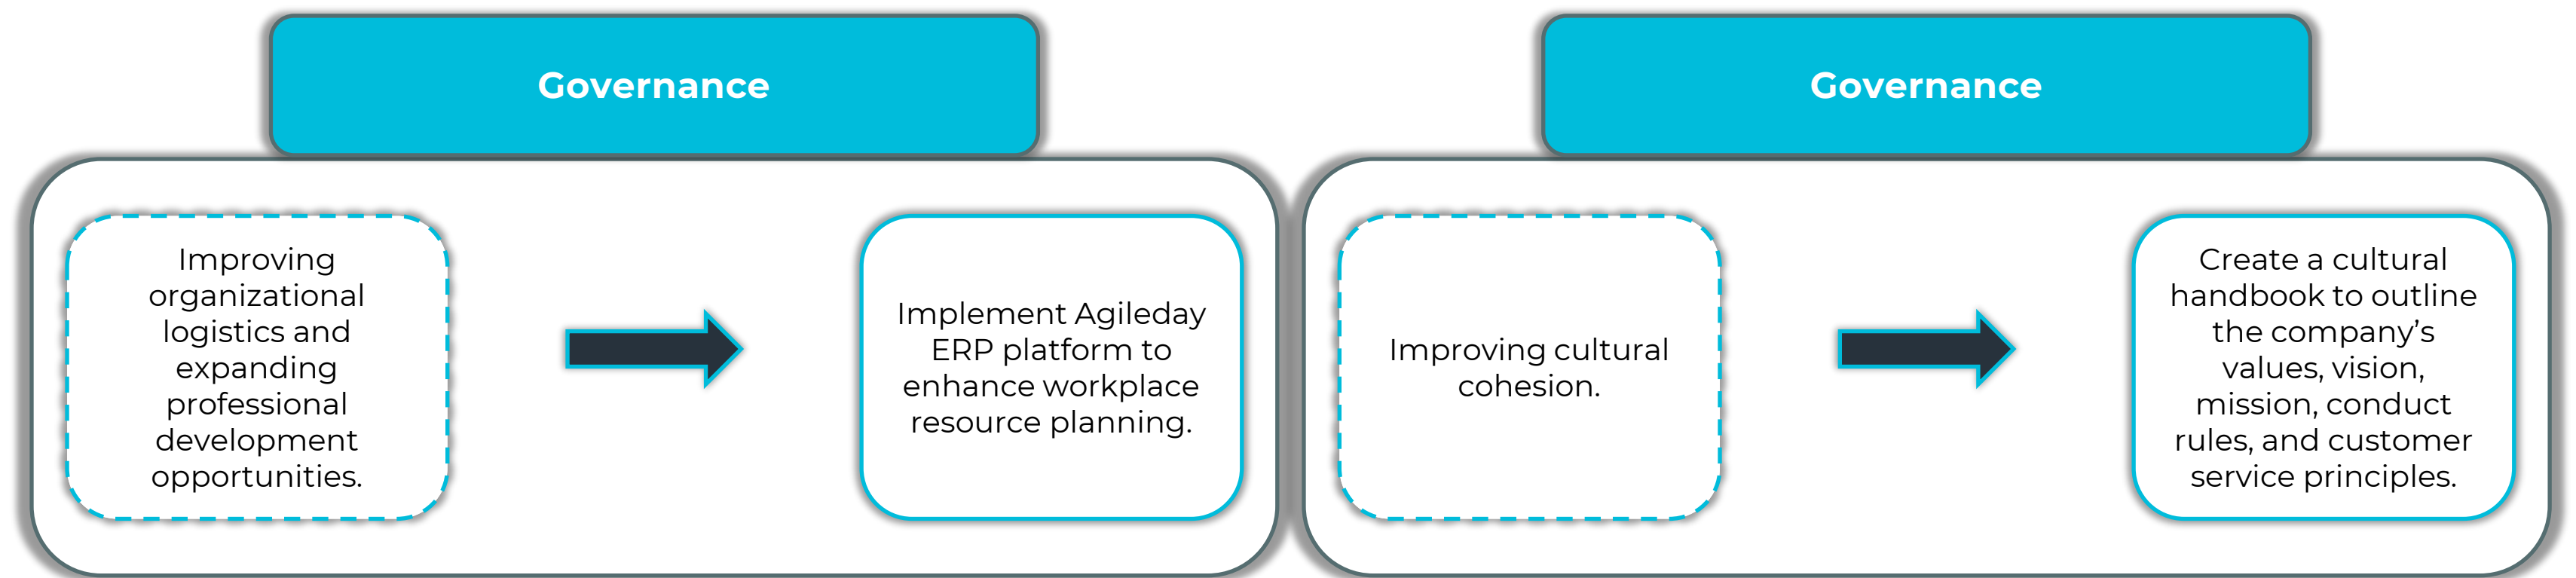 Governance
Improving
organizational
logistics and
expanding
professional
development
opportunities.
Implement Agileday
ERP platform to
enhance workplace
resource planning.
Governance
Improving cultural
cohesion.
Create a cultural
handbook to outline
the company’s
values, vision,
mission, conduct
rules, and customer
service principles.